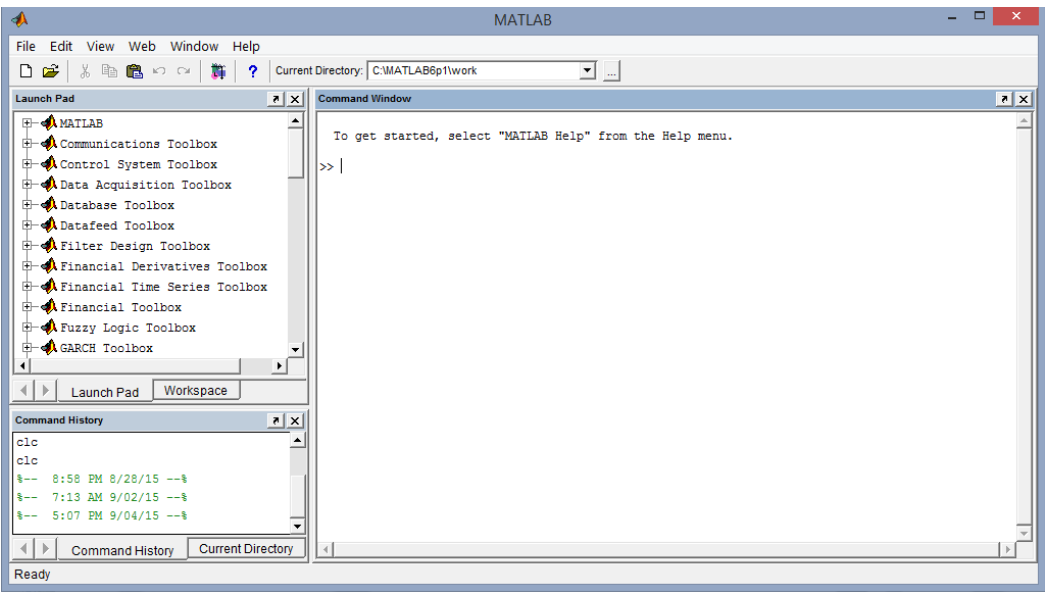 MATLAB
File Edit View Web Window Help
? Current Directory: C:\MATLAB6p1\work ...
Launch Pad
MATLAB
Communications Toolbox
Control System Toolbox
Data Acquisition Toolbox
Database Toolbox
Datafeed Toolbox
Filter Design Toolbox
Financial Derivatives Toolbox
Financial Time Series Toolbox
Financial Toolbox
Fuzzy Logic Toolbox
GARCH Toolbox
Launch Pad Workspace
Command History
clc
clc
%-- 8:58 PM 8/28/15 --%
%-- 7:13 AM 9/02/15 --%
%-- 5:07 PM 9/04/15 --%
Command History Current Directory
Command Window
To get started, select "MATLAB Help" from the Help menu.
>>
Ready